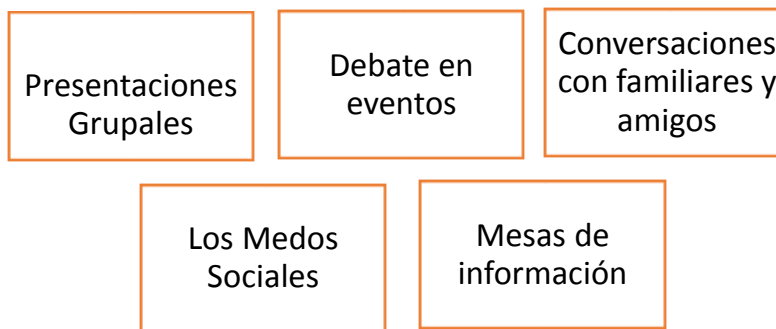 Presentaciones
Grupales
Debate en
eventos
Conversaciones
con familiares y
amigos
Los Medos
Sociales
Mesas de
información